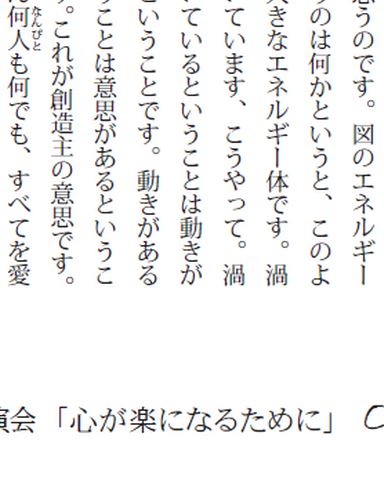 うのです。図のエネルギー
のは何かというと、このよ
きなエネルギー体です。渦
ています、こうやって。渦
ているということは動きが
いうことです。動きがある
ことは意思があるというこ
。これが創造主の意思です。
何人も何でも、すべてを愛
なんぴと
会「心が楽になるために」